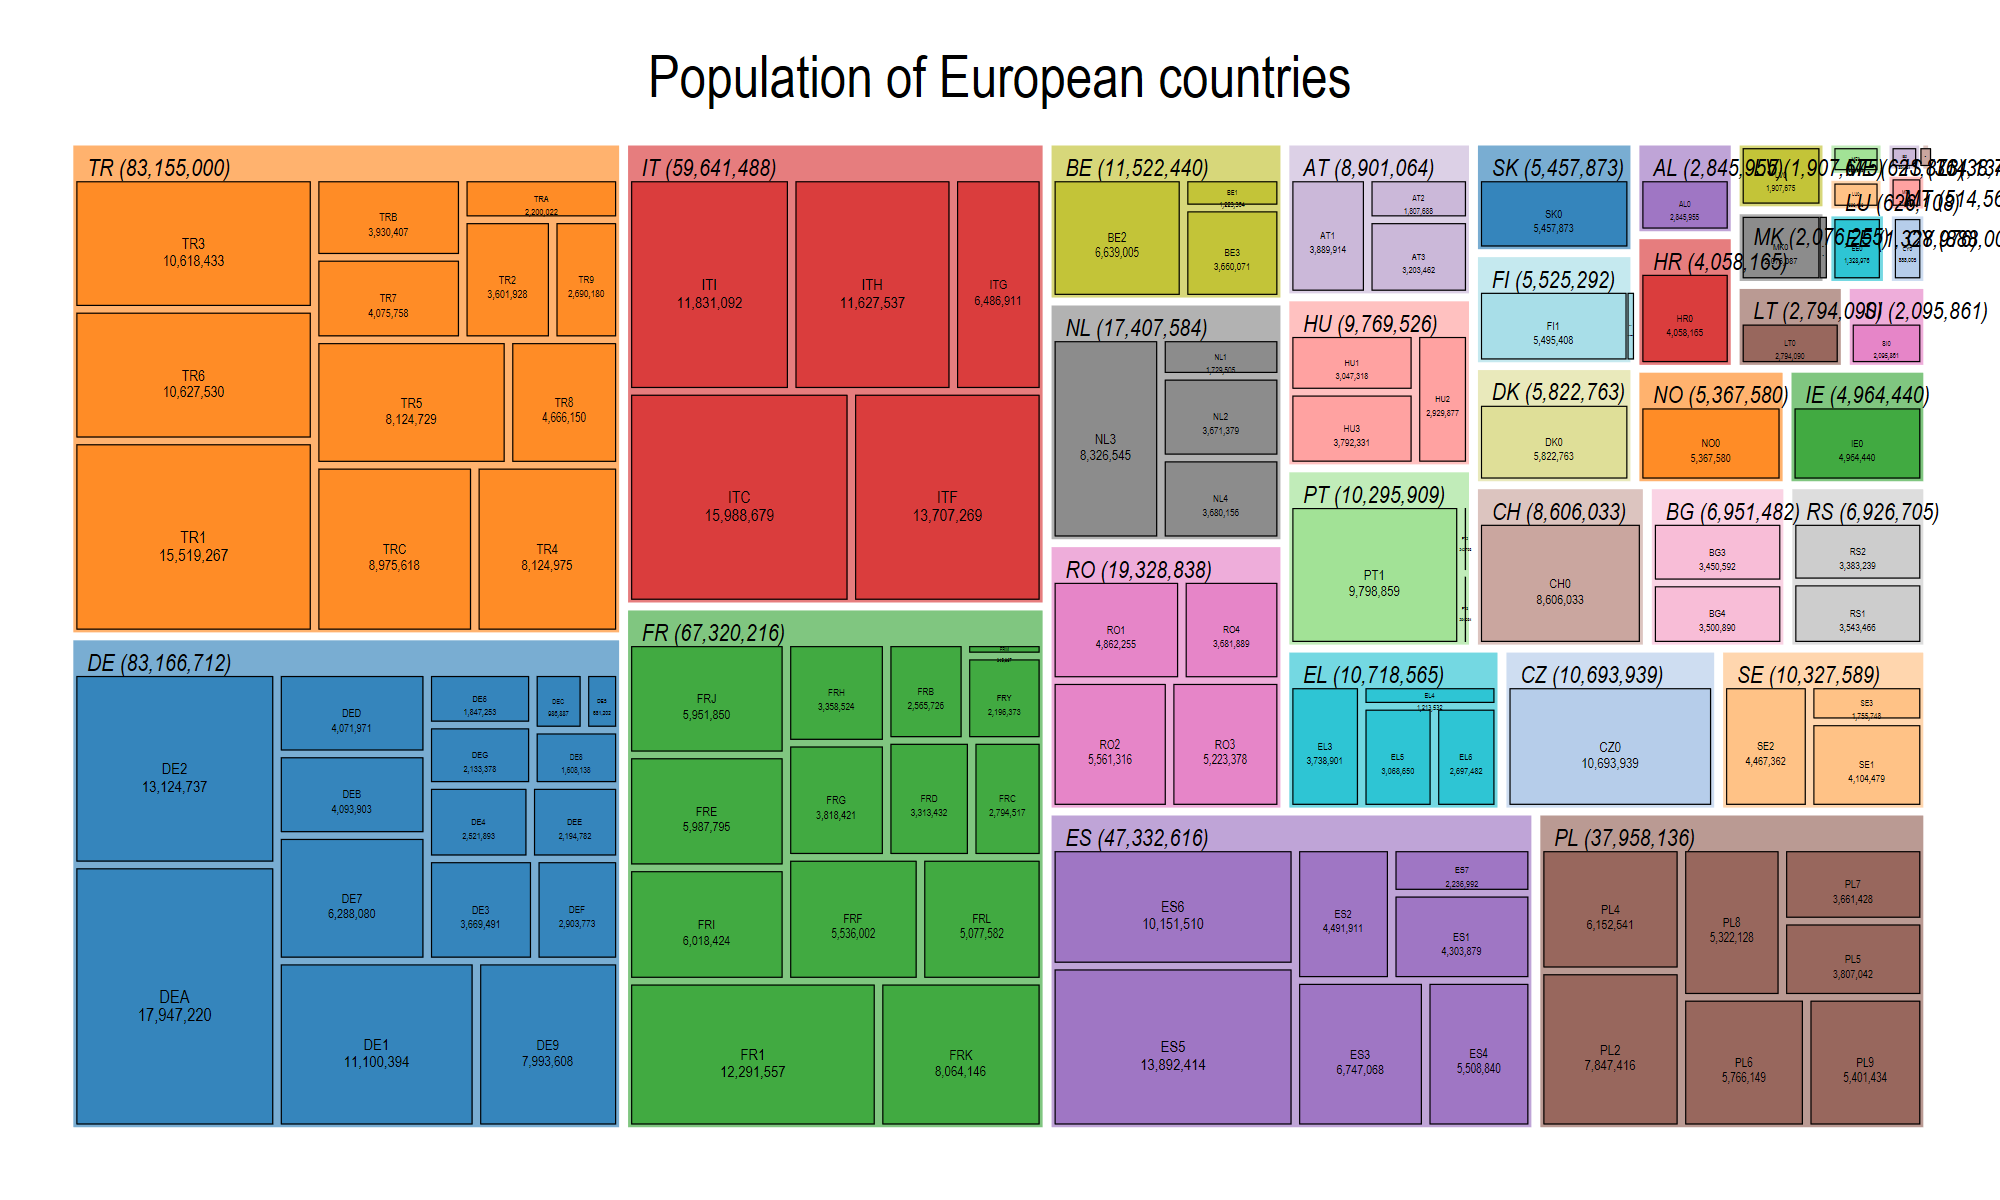 Population of European countries
TR (83,155,000)
TR3
10,618,433
TR6
10,627,530
TR1
15,519,267
TRB
3,930,407
TR7
4,075,758
TRA
2,200,022
TR2
3,601,928
TR9
2,690,180
TR5
8,124,729
TR8
4,666,150
TRC
8,975,618
TR4
8,124,975
DE (83,166,712)
DE2
13,124,737
DEA
17,947,220
DED
4,071,971
DEB
4,093,903
DE7
6,288,080
DE6
1,847,253
DEG
2,133,378
DE4
2,521,893
DEC
986,887
DE5
681,202
DE8
1,608,138
DEE
2,194,782
DE3
3,669,491
DEF
2,903,773
DE1
11,100,394
DE9
7,993,608
IT (59,641,488)
ITI
11,831,092
ITH
11,627,537
ITG
6,486,911
ITC
15,988,679
ITF
13,707,269
FR (67,320,216)
FRJ
5,951,850
FRE
5,987,795
FRI
6,018,424
FRH
3,358,524
FRG
3,818,421
FRB
2,565,726
FRD
3,313,432
FRY
2,196,373
FRC
2,794,517
FRF
5,536,002
FRL
5,077,582
FR1
12,291,557
FRK
8,064,146
BE (11,522,440)
BE2
6,639,005
BE1
BE3
3,660,071
NL (17,407,584)
NL3
8,326,545
NL1
1,729,505
NL2
3,671,379
NL4
3,680,156
RO (19,328,838)
RO1
4,862,255
RO4
3,681,889
RO2
5,561,316
RO3
5,223,378
AT (8,901,064)
AT1
3,889,914
AT2
1,807,688
AT3
3,203,462
HU (9,769,526)
HU1
3,047,318
HU3
3,792,331
HU2
2,929,877
PT (10,295,909)
PT1
9,798,859
EL (10,718,565)
EL3
3,738,901
EL4
1,213,532
EL5
3,068,650
EL6
2,697,482
CZ (10,693,939)
CZ0
10,693,939
SE (10,327,589)
SE2
4,467,362
SE3
1,755,748
SE1
4,104,479
ES (47,332,616)
ES6
10,151,510
ES5
13,892,414
ES2
4,491,911
ES7
2,236,992
ES1
4,303,879
ES3
6,747,068
ES4
5,508,840
PL (37,958,136)
PL4
6,152,541
PL2
7,847,416
PL8
5,322,128
PL7
3,661,428
PL5
3,807,042
PL6
5,766,149
PL9
5,401,434
SK (5,457,873)
SK0
5,457,873
FI (5,525,292)
FI1
5,495,408
DK (5,822,763)
DK0
5,822,763
CH (8,606,033)
CH0
8,606,033
BG (6,951,482)
BG3
3,450,592
BG4
3,500,890
RS (6,926,705)
RS2
3,383,239
RS1
3,543,466
NO (5,367,580)
NO0
5,367,580
IE (4,964,440)
IE0
4,964,440
AL (2,845,955)
AL0
2,845,955
HR (4,058,165)
HR0
4,058,165
LT (2,794,090)
LT0
2,794,090
SI (2,095,861)
SI0
2,095,861
MK (2,076,255)
MK0
1,907,675
LU (626,108)
1,328,976